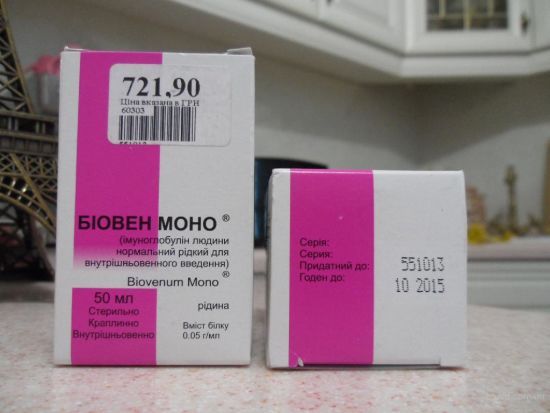 721,90
Ціна вказана в ГРН
60303
БІОВЕН МОНО ®
(імуноглобулін людини
нормальний рідкий для
внутрішньовенного введення)
Biovenum Mono ®
50 мл
рідина
Стерильно
Краплинно
Внутрішньовенно
Вміст білку
0.05 г/мл
Серія:
Серия:
Придатний до:
Годен до:
551013
10 2015